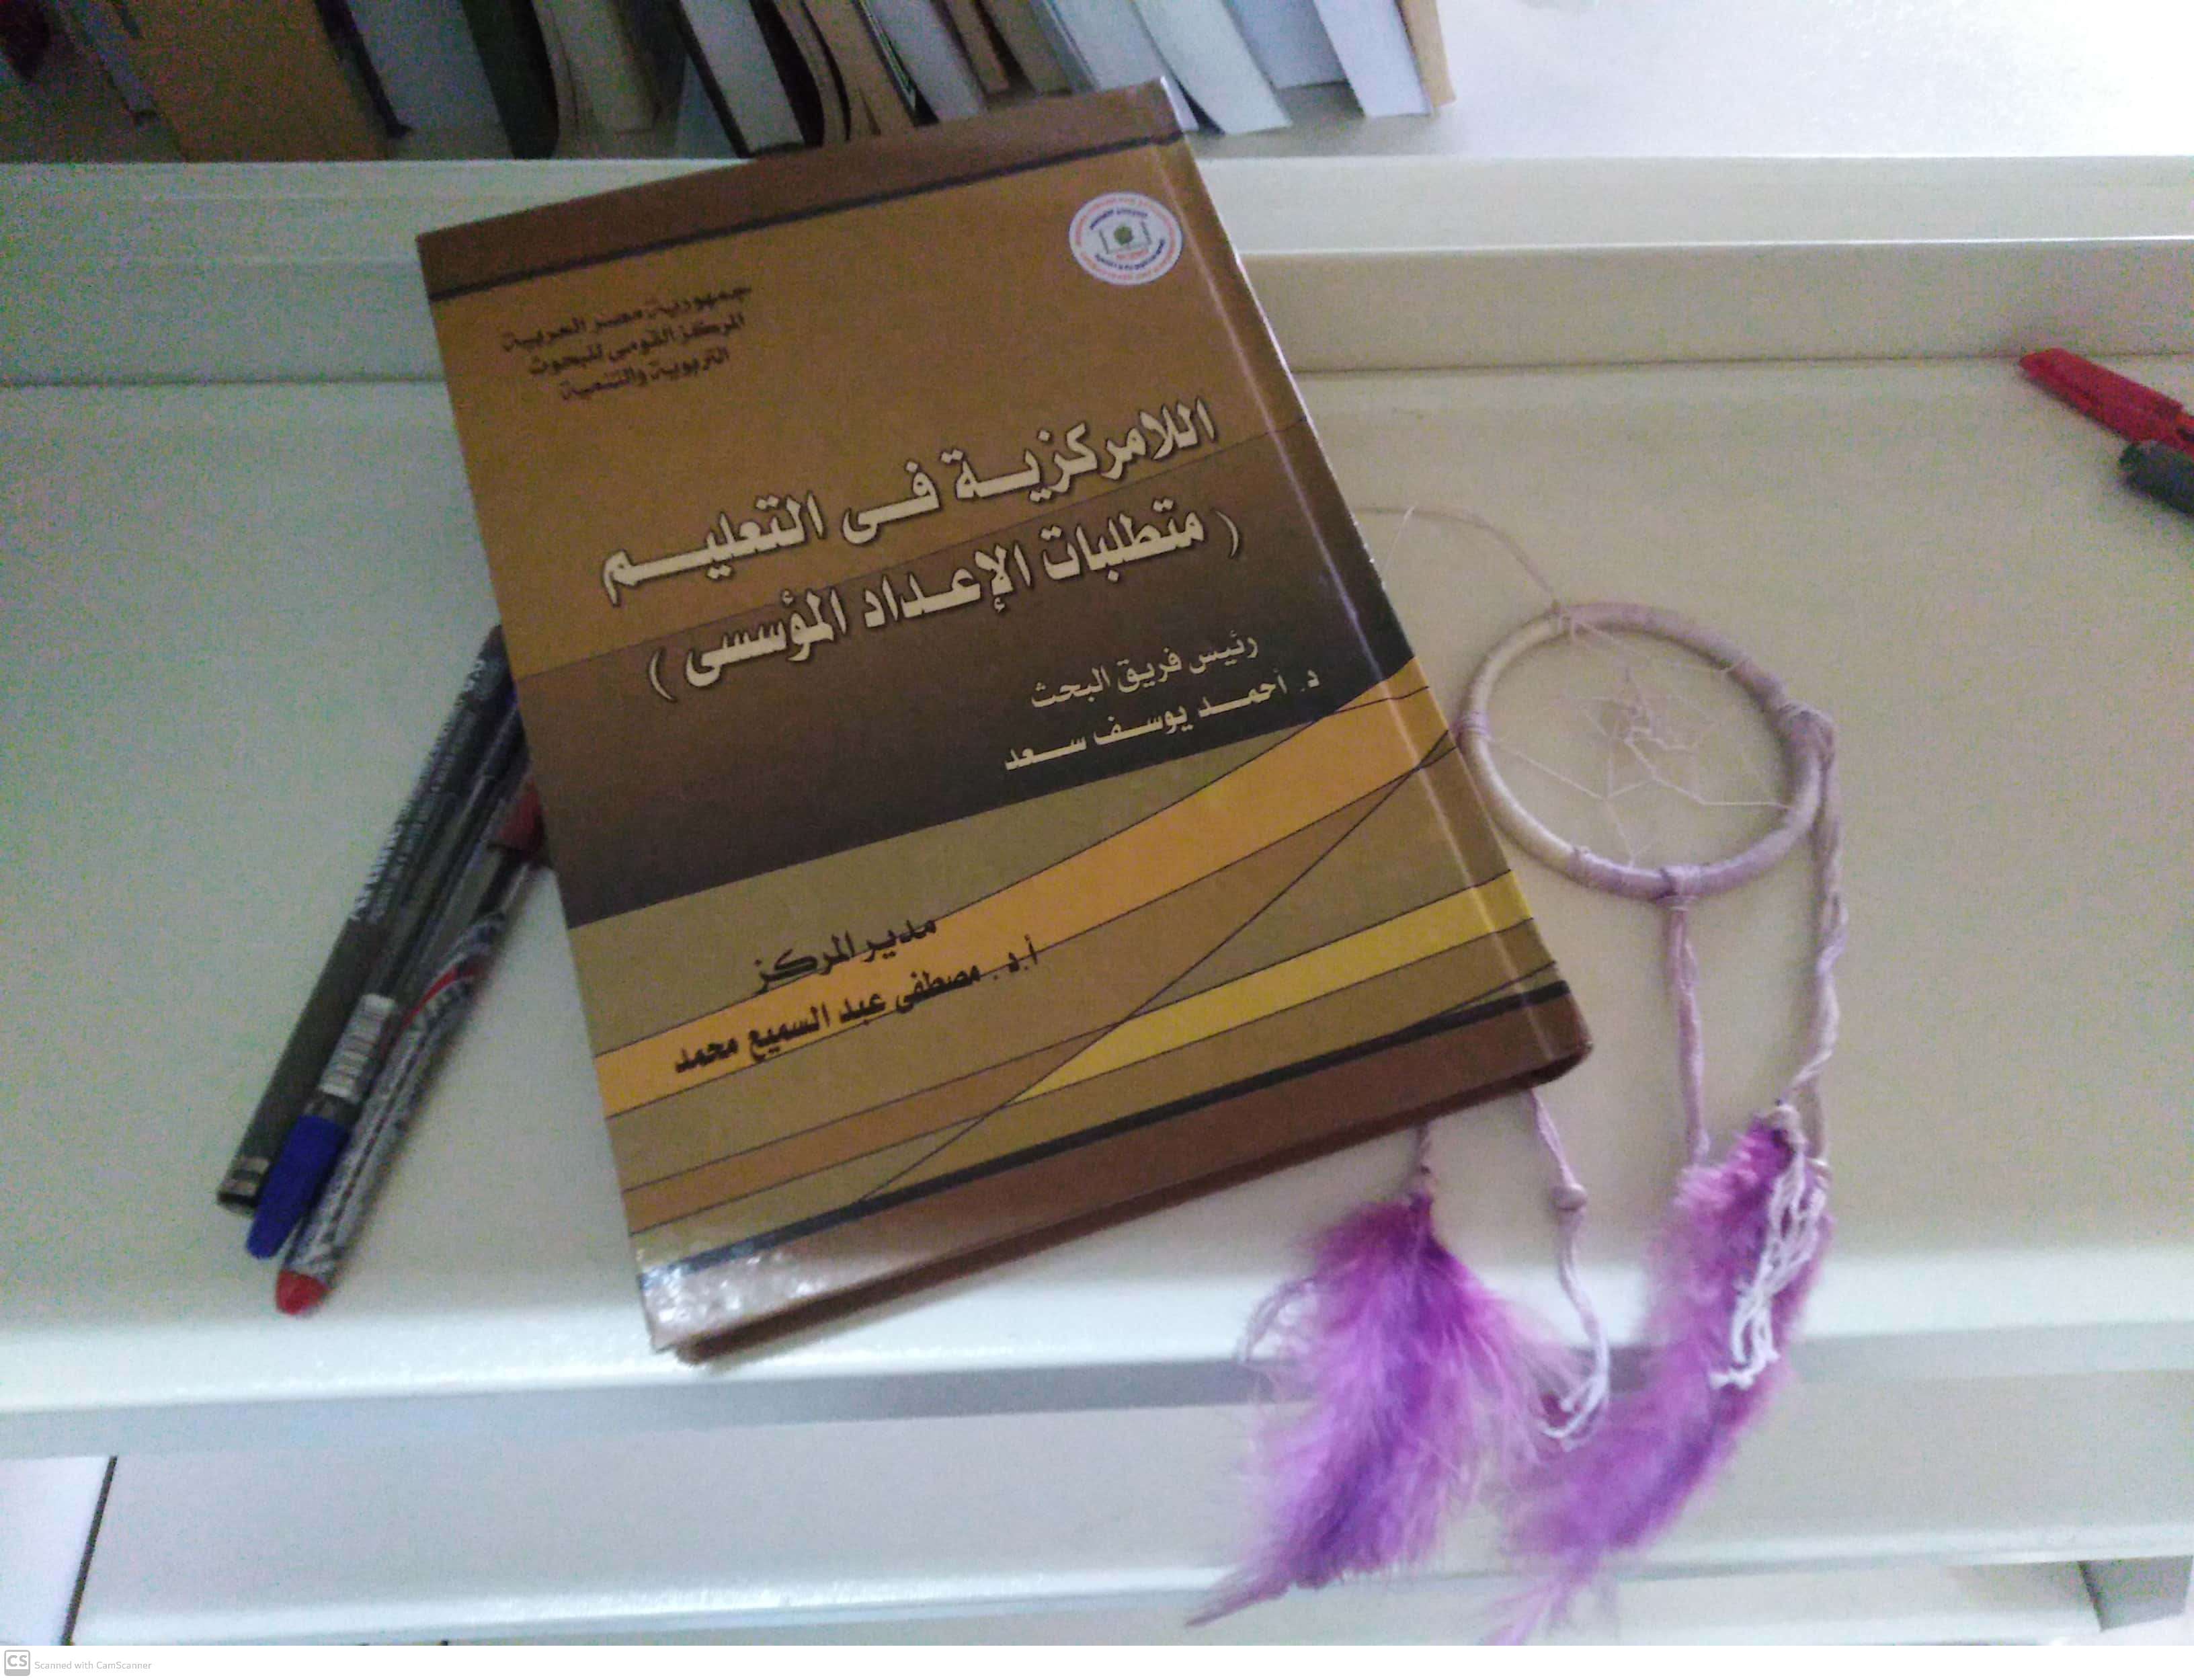 جمهورية مصر العربية
المركز القومى للبحوث
التربوية والتنمية
اللامركزية فى التعليم
( متطلبات الإعداد المؤسسى )
رئيس فريق البحث
د. أحمد يوسف سعد
مدير المركز
أ.د. مصطفى عبد السميع محمد
CS Scanned with CamScanner